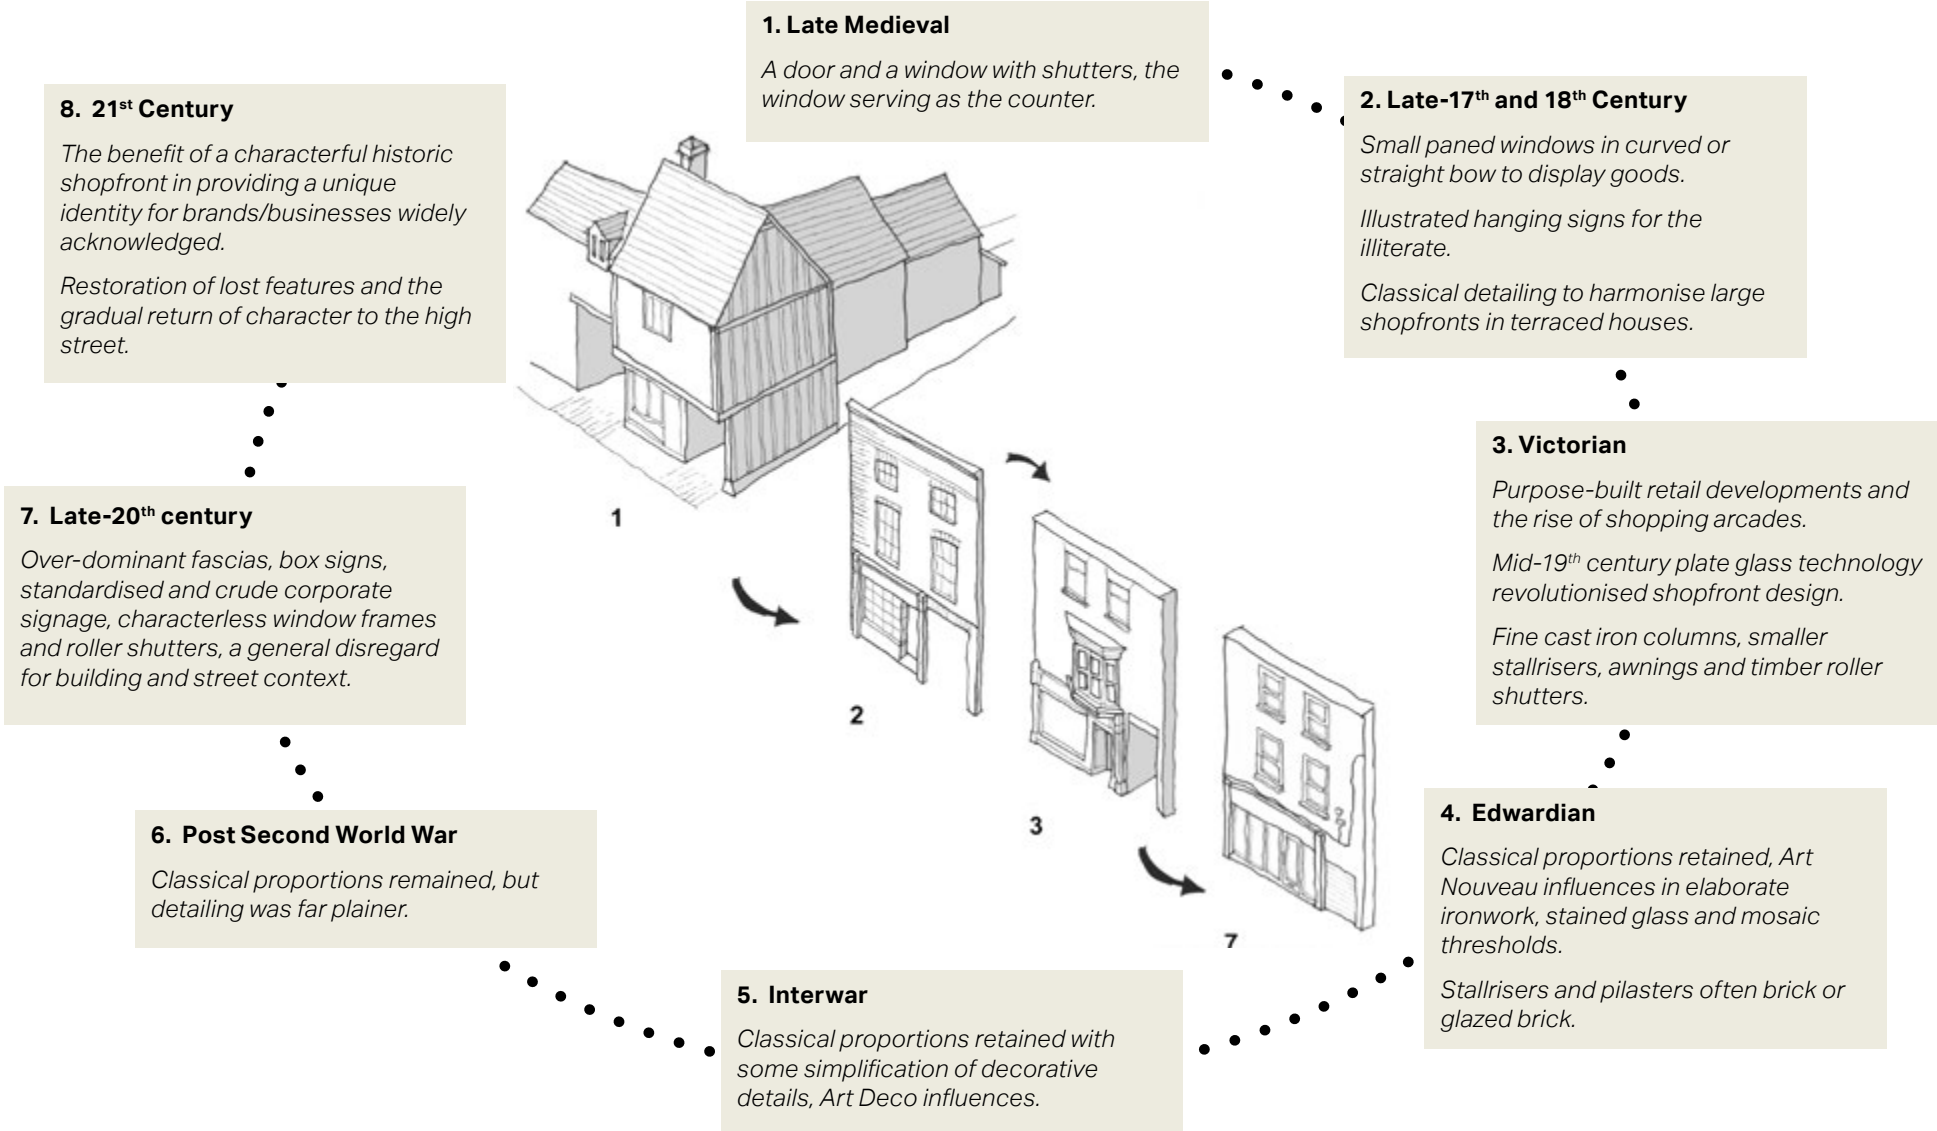 1. Late Medieval
A door and a window with shutters, the
window serving as the counter.
2. Late-17th and 18th Century
Small paned windows in curved or
straight bow to display goods.
Illustrated hanging signs for the
illiterate.
Classical detailing to harmonise large
shopfronts in terraced houses.
3. Victorian
Purpose-built retail developments and
the rise of shopping arcades.
Mid-19th century plate glass technology
revolutionised shopfront design.
Fine cast iron columns, smaller
stallrisers, awnings and timber roller
shutters.
4. Edwardian
Classical proportions retained, Art
Nouveau influences in elaborate
ironwork, stained glass and mosaic
thresholds.
Stallrisers and pilasters often brick or
glazed brick.
5. Interwar
Classical proportions retained with
some simplification of decorative
details, Art Deco influences.
6. Post Second World War
Classical proportions remained, but
detailing was far plainer.
7. Late-20th century
Over-dominant fascias, box signs,
standardised and crude corporate
signage, characterless window frames
and roller shutters, a general disregard
for building and street context.
8. 21st Century
The benefit of a characterful historic
shopfront in providing a unique
identity for brands/businesses widely
acknowledged.
Restoration of lost features and the
gradual return of character to the high
street.
1
2
3
7